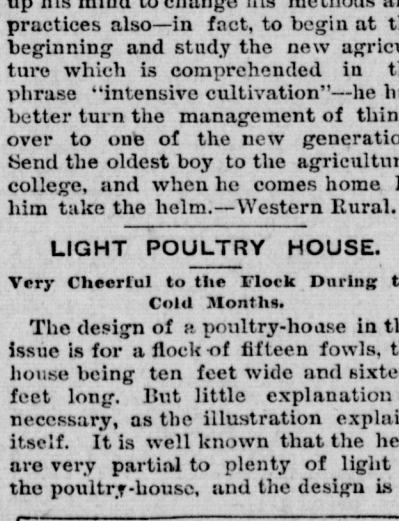 up his mind to change his methods an
practices also—in fact, to begin at t
beginning and study the new agricu
ture which is comprehended in t
phrase "intensive cultivation"—he h
better turn the management of thin
over to one of the new generatio
Send the oldest boy to the agricultur
college, and when he comes home l
him take the helm.—Western Rural.
LIGHT POULTRY HOUSE.
Very Cheerful to the Flock During t
Cold Months.
The design of a poultry-house in th
issue is for a flock of fifteen fowls, t
house being ten feet wide and sixte
feet long. But little explanation
necessary, as the illustration explai
itself. It is well known that the he
are very partial to plenty of light
the poultry-house, and the design is